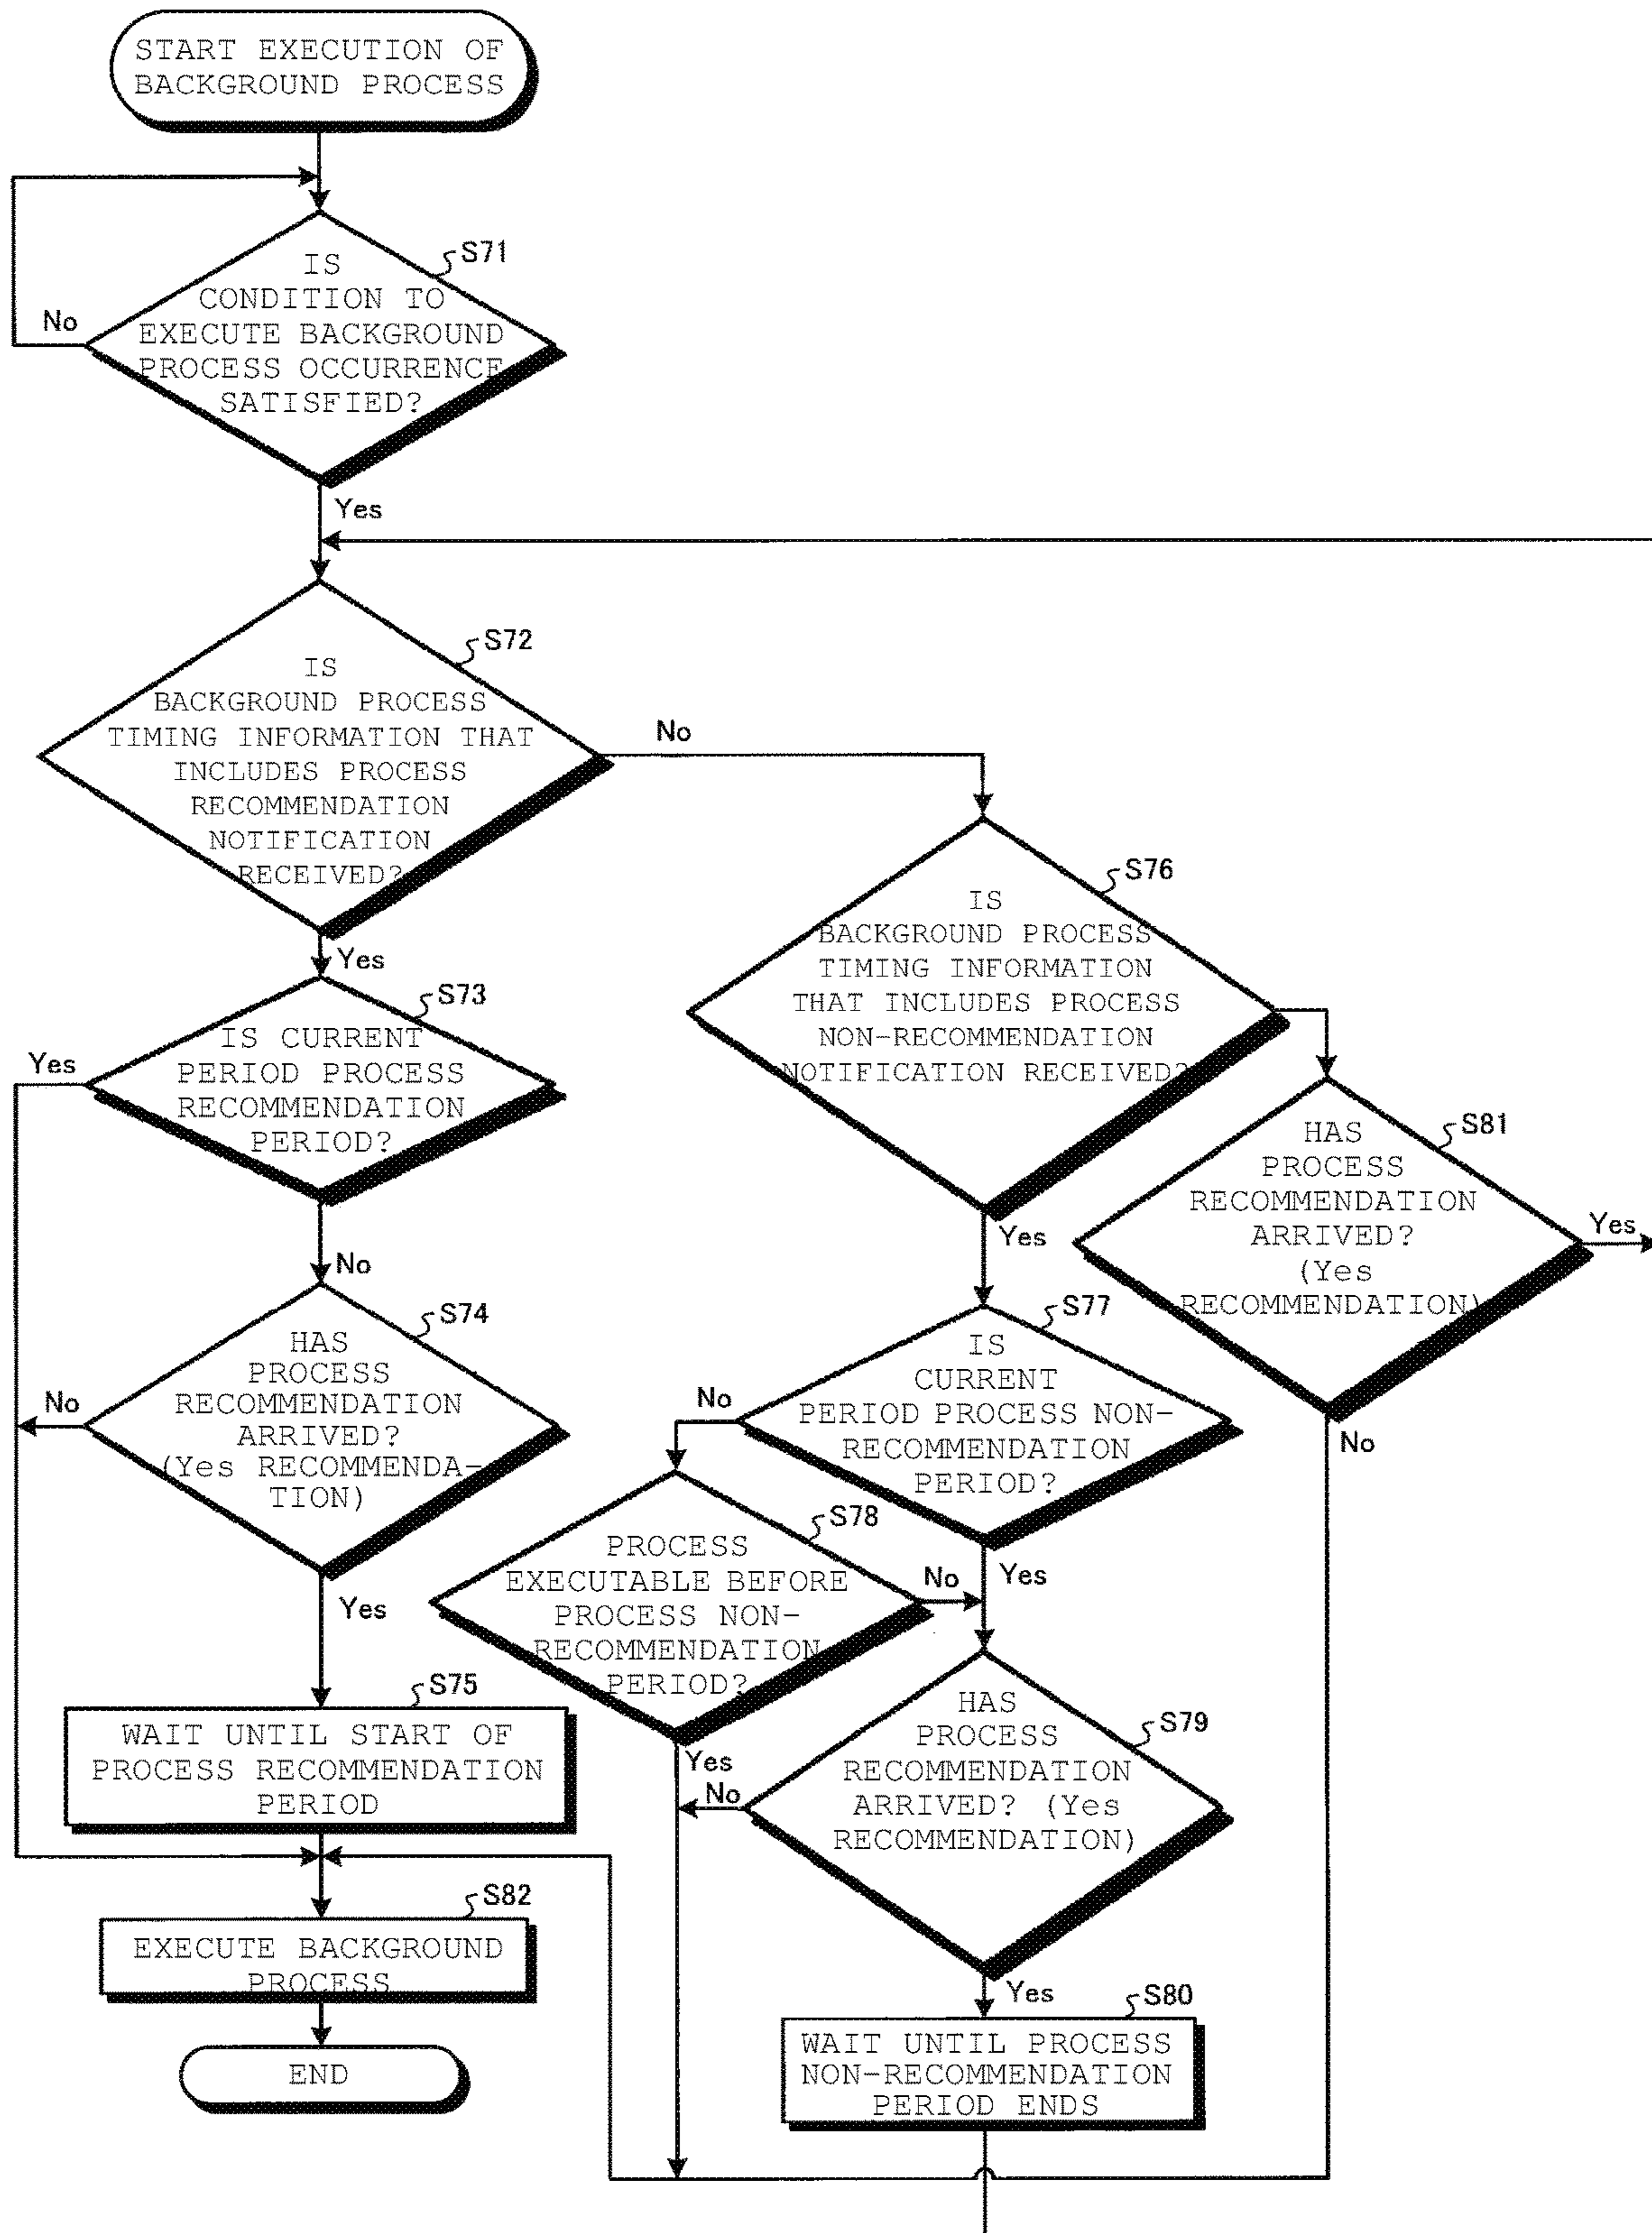 START EXECUTION OF
BACKGROUND PROCESS
S71
IS
CONDITION TO
EXECUTE BACKGROUND
PROCESS OCCURRENCE
SATISFIED?
No
Yes
S72
IS
BACKGROUND PROCESS
TIMING INFORMATION THAT
INCLUDES PROCESS
RECOMMENDATION
NOTIFICATION
RECEIVED?
No
Yes
S73
IS CURRENT
PERIOD PROCESS
RECOMMENDATION
PERIOD?
Yes
No
S74
HAS
PROCESS
RECOMMENDATION
ARRIVED?
(Yes RECOMMENDA-
TION)
No
Yes
S75
WAIT UNTIL START OF
PROCESS RECOMMENDATION
PERIOD
S82
EXECUTE BACKGROUND
PROCESS
END
S76
IS
BACKGROUND PROCESS
TIMING INFORMATION
THAT INCLUDES PROCESS
NON-RECOMMENDATION
NOTIFICATION RECEIVED?
Yes
S81
HAS
PROCESS
RECOMMENDATION
ARRIVED?
(Yes
RECOMMENDATION)
Yes
No
S77
IS
CURRENT
PERIOD PROCESS NON-
RECOMMENDATION
PERIOD?
No
Yes
S78
PROCESS
EXECUTABLE BEFORE
PROCESS NON-
RECOMMENDATION
PERIOD?
No
Yes
S79
HAS
PROCESS
RECOMMENDATION
ARRIVED? (Yes
RECOMMENDATION)
No
Yes
S80
WAIT UNTIL PROCESS
NON-RECOMMENDATION
PERIOD ENDS